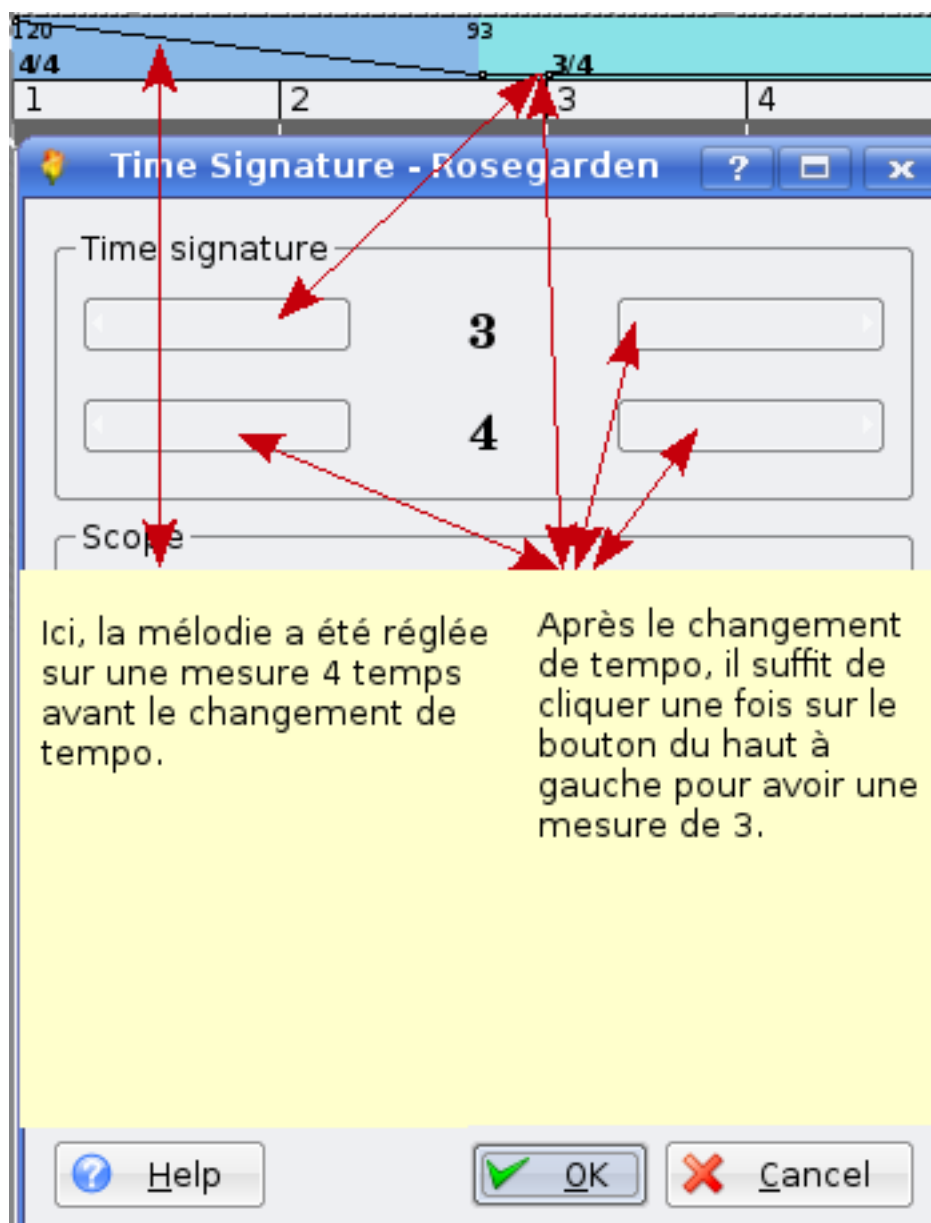 120 93
4/4 3/4
1 2 3 4
Time Signature - Rosegarden ?
Time signature
3
4
Scope
Ici, la mélodie a été réglée
sur une mesure 4 temps
avant le changement de
tempo.
Après le changement
de tempo, il suffit de
cliquer une fois sur le
bouton du haut à
gauche pour avoir une
mesure de 3.
? Help OK Cancel